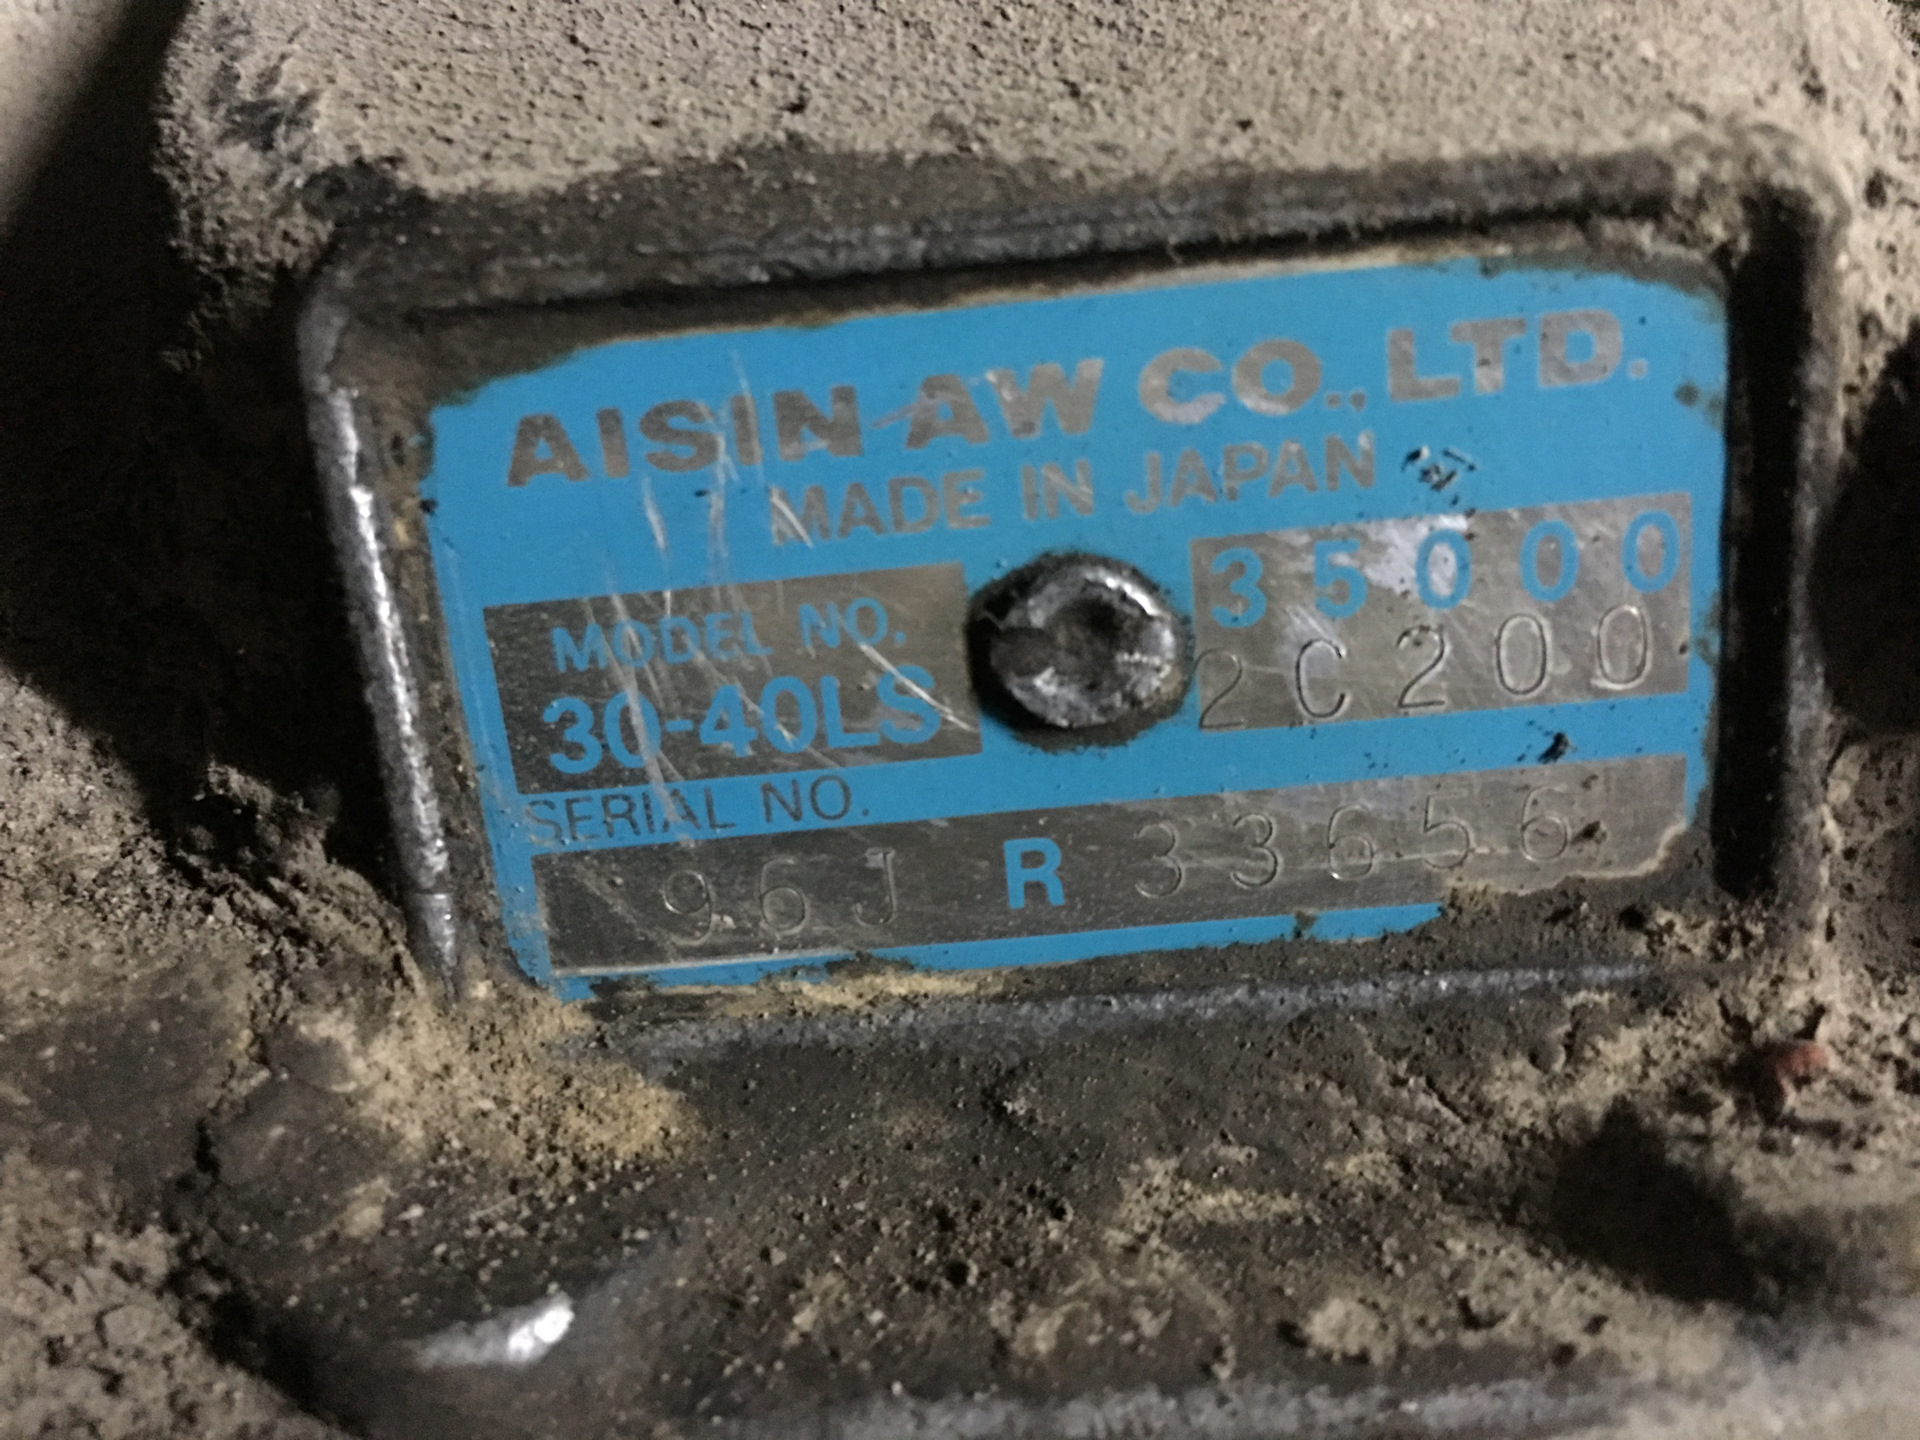 AISIN-AW CO., LTD.
MADE IN JAPAN
MODEL NO.
30-40LS
35000
2C200
SERIAL NO.
96J R 33656